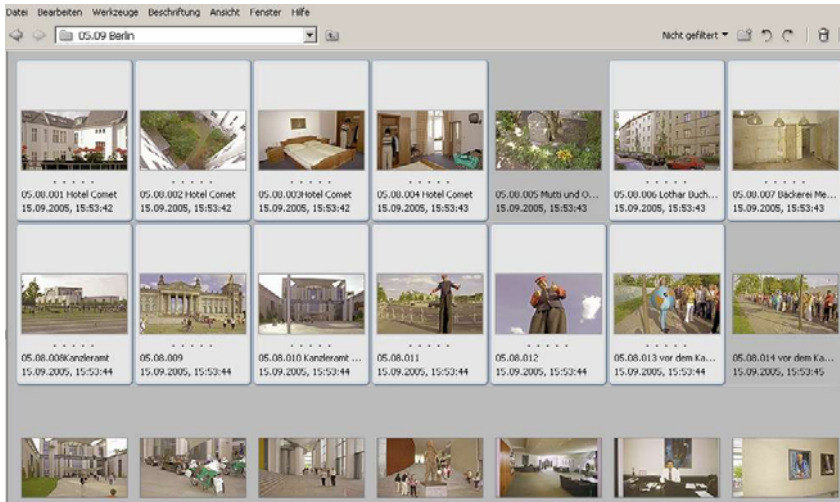 Datei Bearbeiten Werkzeuge Beschriftung Ansicht Fenster Hilfe
05.09 Berlin
Nicht gefiltert
05.08.001 Hotel Comet
15.09.2005, 15:53:42
05.08.002 Hotel Comet
15.09.2005, 15:53:42
05.08.003Hotel Comet
15.09.2005, 15:53:42
05.08.004 Hotel Comet
15.09.2005, 15:53:43
05.08.005 Mutti und O...
15.09.2005, 15:53:43
05.08.006 Lothar Buch...
15.09.2005, 15:53:43
05.08.007 Bäckerei Me...
15.09.2005, 15:53:43
05.08.008Kanzleramt
15.09.2005, 15:53:44
05.08.009
15.09.2005, 15:53:44
05.08.010 Kanzleramt ...
15.09.2005, 15:53:44
05.08.011
15.09.2005, 15:53:44
05.08.012
15.09.2005, 15:53:44
05.08.013 vor dem Ka...
15.09.2005, 15:53:44
05.08.014 vor dem Ka...
15.09.2005, 15:53:45